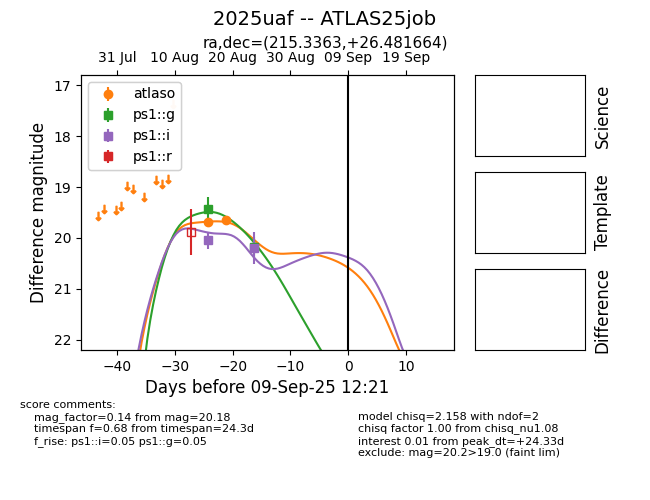 2025uaf -- ATLAS25job
ra,dec=(215.3363,+26.481664)
31 Jul 10 Aug 20 Aug 30 Aug 09 Sep 19 Sep
atlaso
ps1::g
ps1::i
ps1::r
17
18
19
20
21
22
Difference magnitude
−40 −30 −20 −10 0 10
Days before 09-Sep-25 12:21
Science
Template
Difference
score comments:
mag_factor=0.14 from mag=20.18
timespan f=0.68 from timespan=24.3d
f_rise: ps1::i=0.05 ps1::g=0.05
model chisq=2.158 with ndof=2
chisq factor 1.00 from chisq_nu1.08
interest 0.01 from peak_dt=+24.33d
exclude: mag=20.2>19.0 (faint lim)